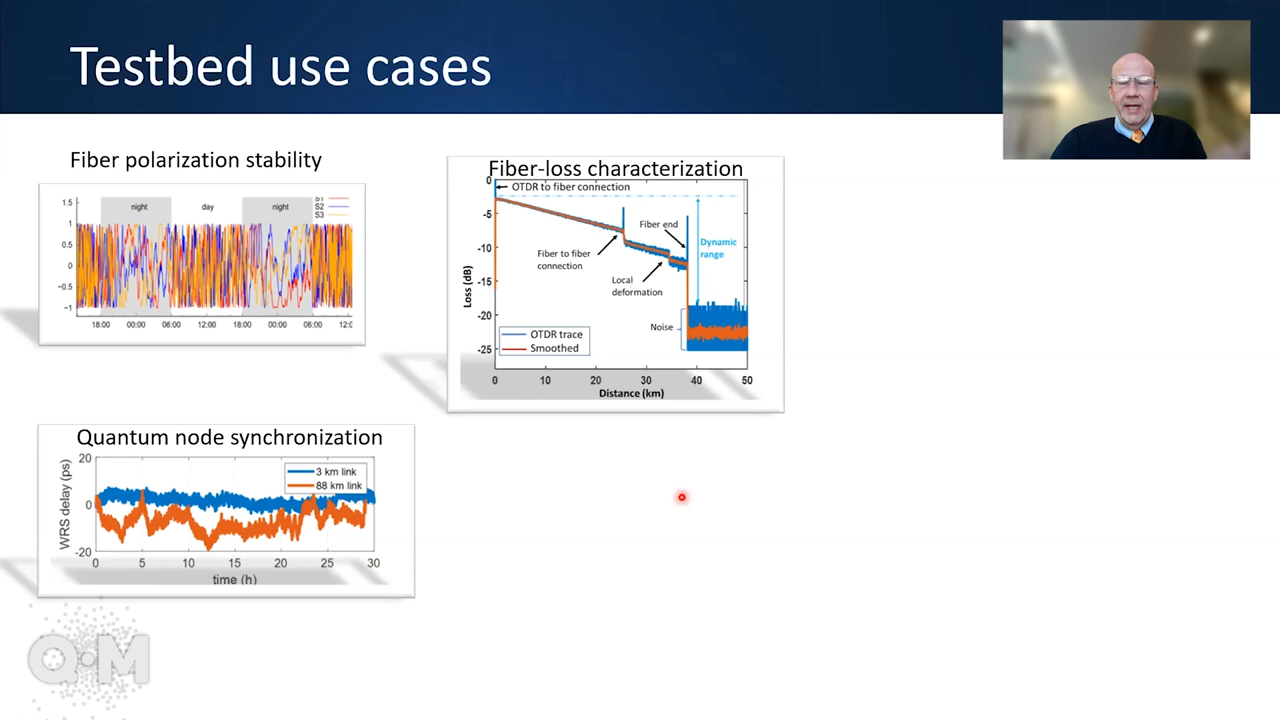 Testbed use cases
Fiber polarization stability
night
day
night
S1
S2
S3
1.5
1
0.5
0
−0.5
−1
18:00
00:00
06:00
12:00
18:00
00:00
06:00
Fiber-loss characterization
OTDR to fiber connection
Fiber to fiber
connection
Fiber end
Local
deformation
Dynamic
range
Noise
OTDR trace
Smoothed
Loss (dB)
0
-5
-10
-15
-20
-25
0
10
20
30
40
50
Distance (km)
Quantum node synchronization
3 km link
88 km link
WRS delay (ps)
20
0
-20
0
5
10
15
20
25
30
time (h)
Q·M